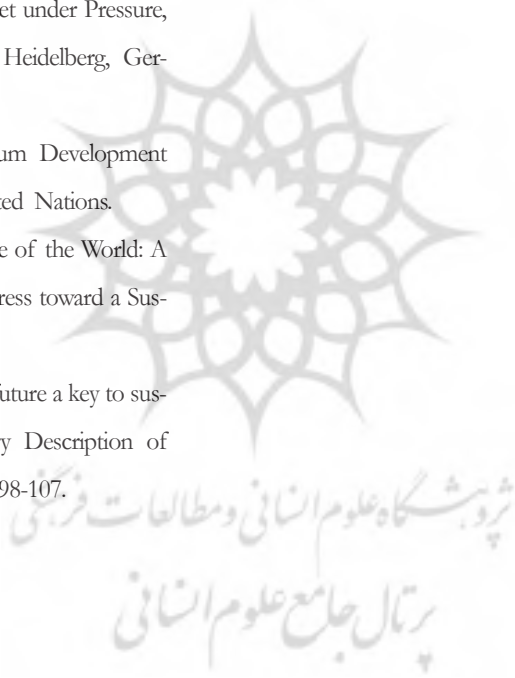 et under Pressure,
Heidelberg, Ger-
um Development
ted Nations.
e of the World: A
ress toward a Sus-
future a key to sus-
y Description of
98-107.
پژوهشگاه علوم انسانی و مطالعات فرهنگی
پرتال جامع علوم انسانی